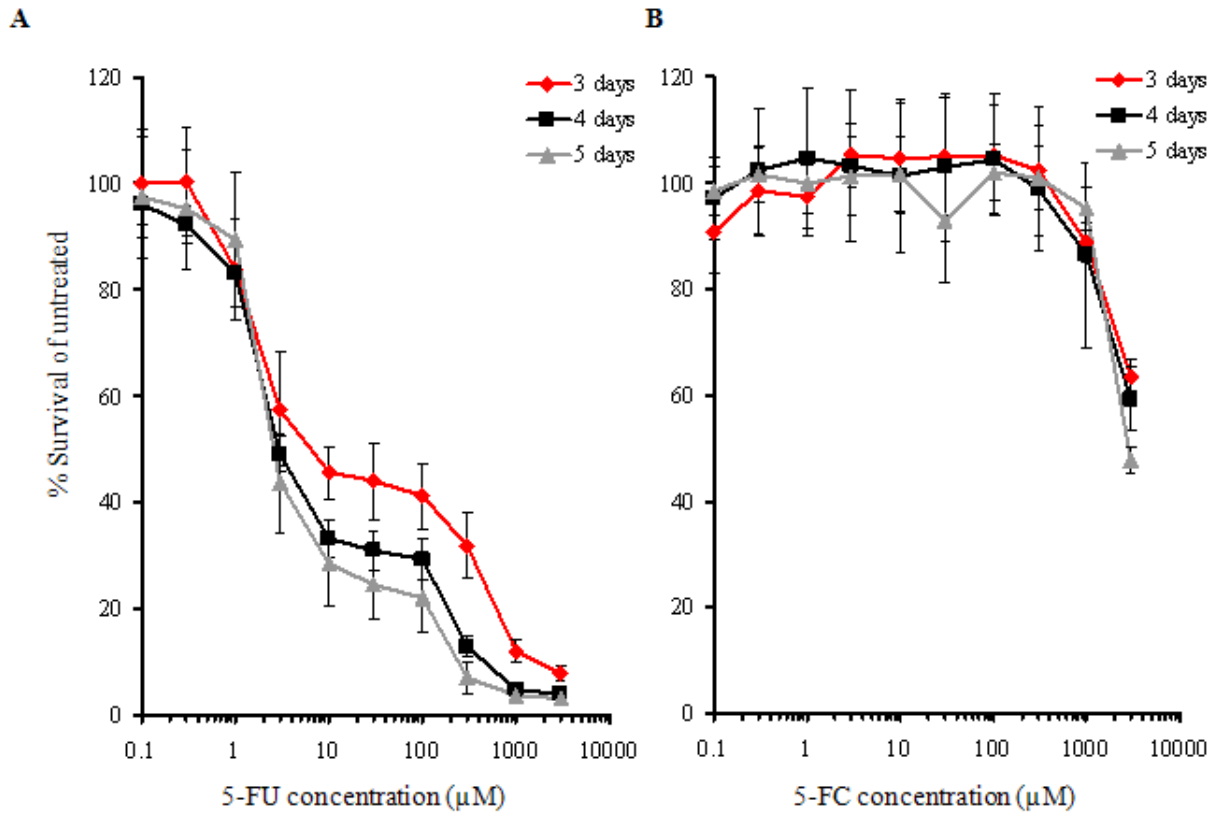 A
B
% Survival of untreated
120
100
80
60
40
20
0
0.1 1 10 100 1000 10000
5-FU concentration (µM)
3 days
4 days
5 days
120
100
80
60
40
20
0
0.1 1 10 100 1000 10000
5-FC concentration (µM)
3 days
4 days
5 days